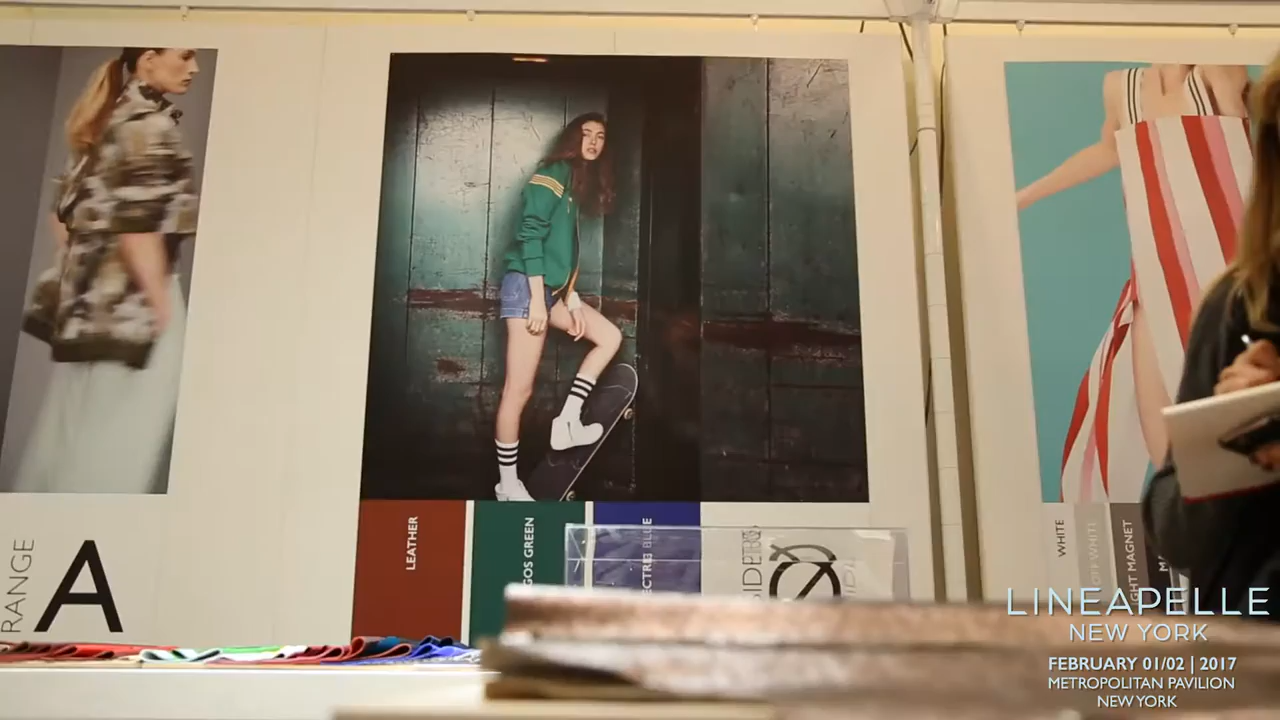 RANGE
A
LEATHER
GOS GREEN
ECTRIC BLUE
WHITE
OFF WHITE
GHT MAGNET
LINEAPELLE
NEW YORK
FEBRUARY 01/02 | 2017
METROPOLITAN PAVILION
NEW YORK